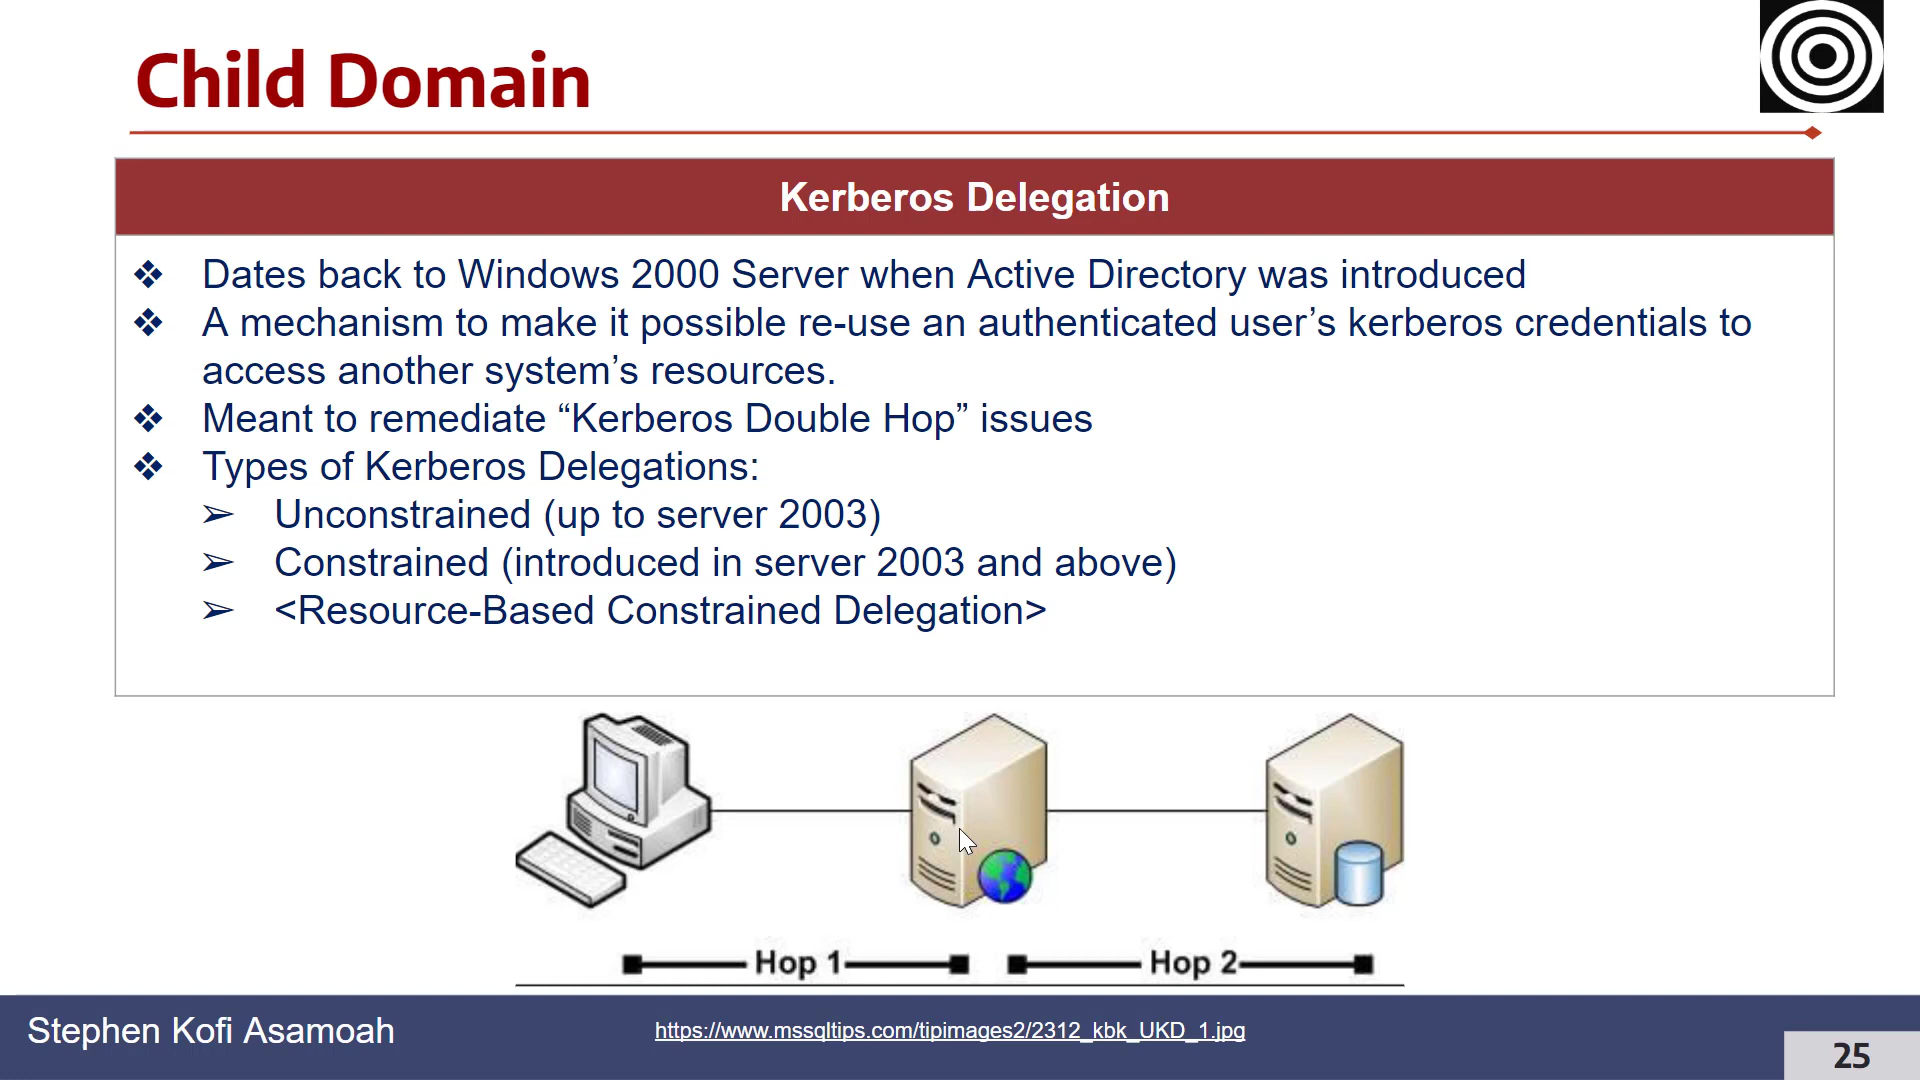 Child Domain
Kerberos Delegation
❖ Dates back to Windows 2000 Server when Active Directory was introduced
❖ A mechanism to make it possible re-use an authenticated user’s kerberos credentials to
access another system’s resources.
❖ Meant to remediate “Kerberos Double Hop” issues
❖ Types of Kerberos Delegations:
➢ Unconstrained (up to server 2003)
➢ Constrained (introduced in server 2003 and above)
➢ <Resource-Based Constrained Delegation>
Hop 1 Hop 2
Stephen Kofi Asamoah
https://www.mssqltips.com/tipimages2/2312_kbk_UKD_1.jpg
25